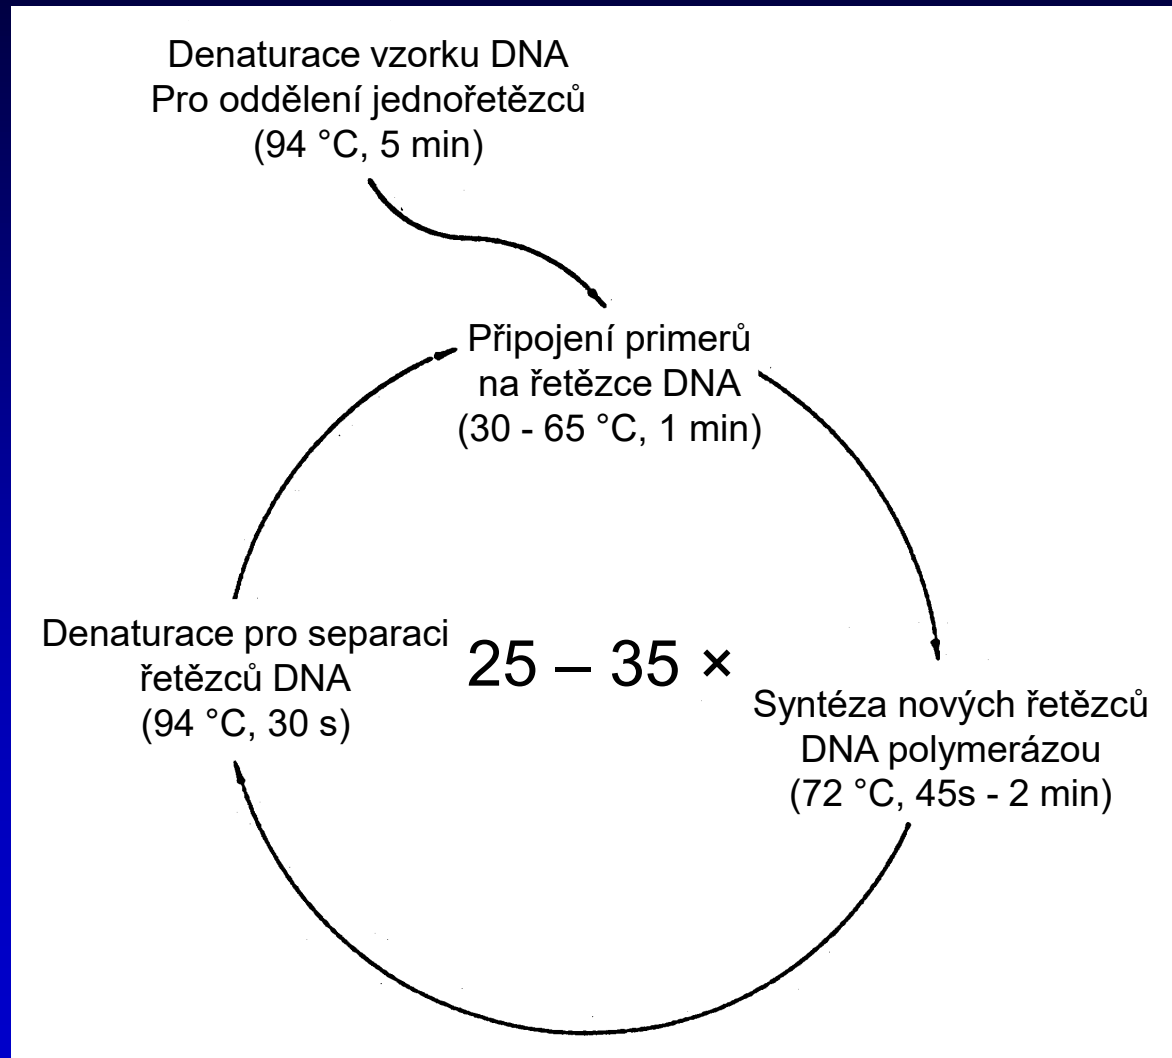 Denaturace vzorku DNA
Pro oddělení jednořetězců
(94 °C, 5 min)
Připojení primerů
na řetězce DNA
(30 - 65 °C, 1 min)
Denaturace pro separaci
řetězců DNA
(94 °C, 30 s)
25 – 35 ×
Syntéza nových řetězců
DNA polymerázou
(72 °C, 45s - 2 min)